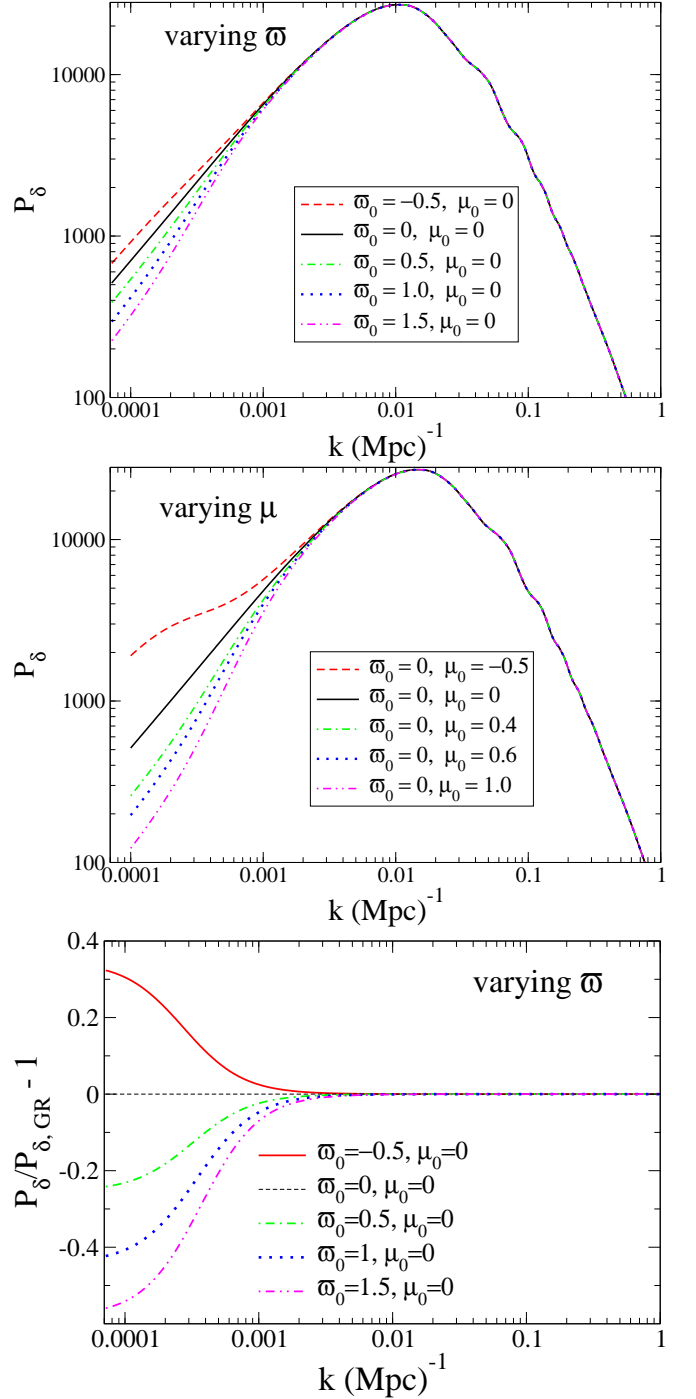 varying ϖ
10000
1000
100
P_δ
ϖ_0 = −0.5, μ_0 = 0
ϖ_0 = 0, μ_0 = 0
ϖ_0 = 0.5, μ_0 = 0
ϖ_0 = 1.0, μ_0 = 0
ϖ_0 = 1.5, μ_0 = 0
0.0001 0.001 0.01 0.1 1
k (Mpc)^-1
varying μ
10000
1000
100
P_δ
ϖ_0 = 0, μ_0 = −0.5
ϖ_0 = 0, μ_0 = 0
ϖ_0 = 0, μ_0 = 0.4
ϖ_0 = 0, μ_0 = 0.6
ϖ_0 = 0, μ_0 = 1.0
0.0001 0.001 0.01 0.1 1
k (Mpc)^-1
varying ϖ
0.4
0.2
0
-0.2
-0.4
P_δ/P_δ, GR - 1
ϖ_0=−0.5, μ_0=0
ϖ_0=0, μ_0=0
ϖ_0=0.5, μ_0=0
ϖ_0=1, μ_0=0
ϖ_0=1.5, μ_0=0
0.0001 0.001 0.01 0.1 1
k (Mpc)^-1